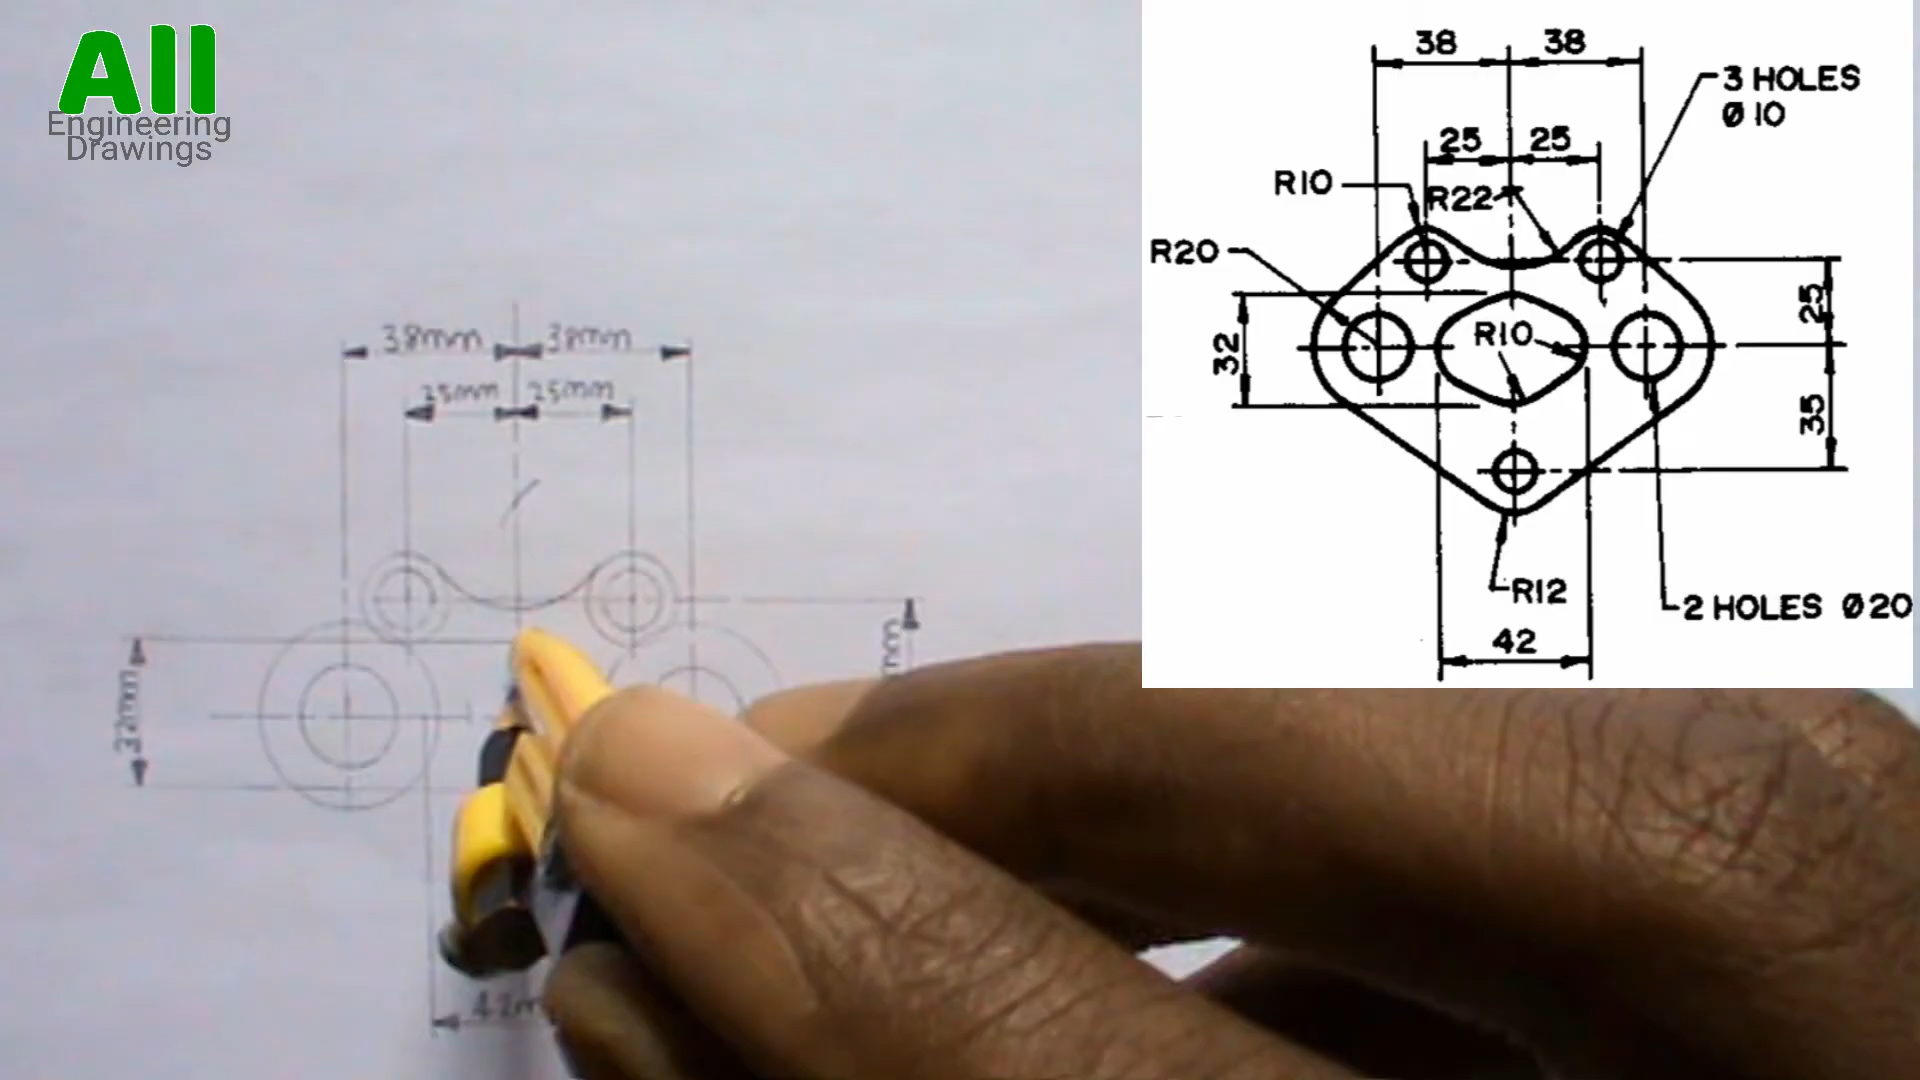 All
Engineering
Drawings
38mm 38mm
25mm 25mm
32mm
38 38
3 HOLES
Ø 10
25 25
R10
R22
R20
R10
32
25
35
R12
2 HOLES Ø20
42